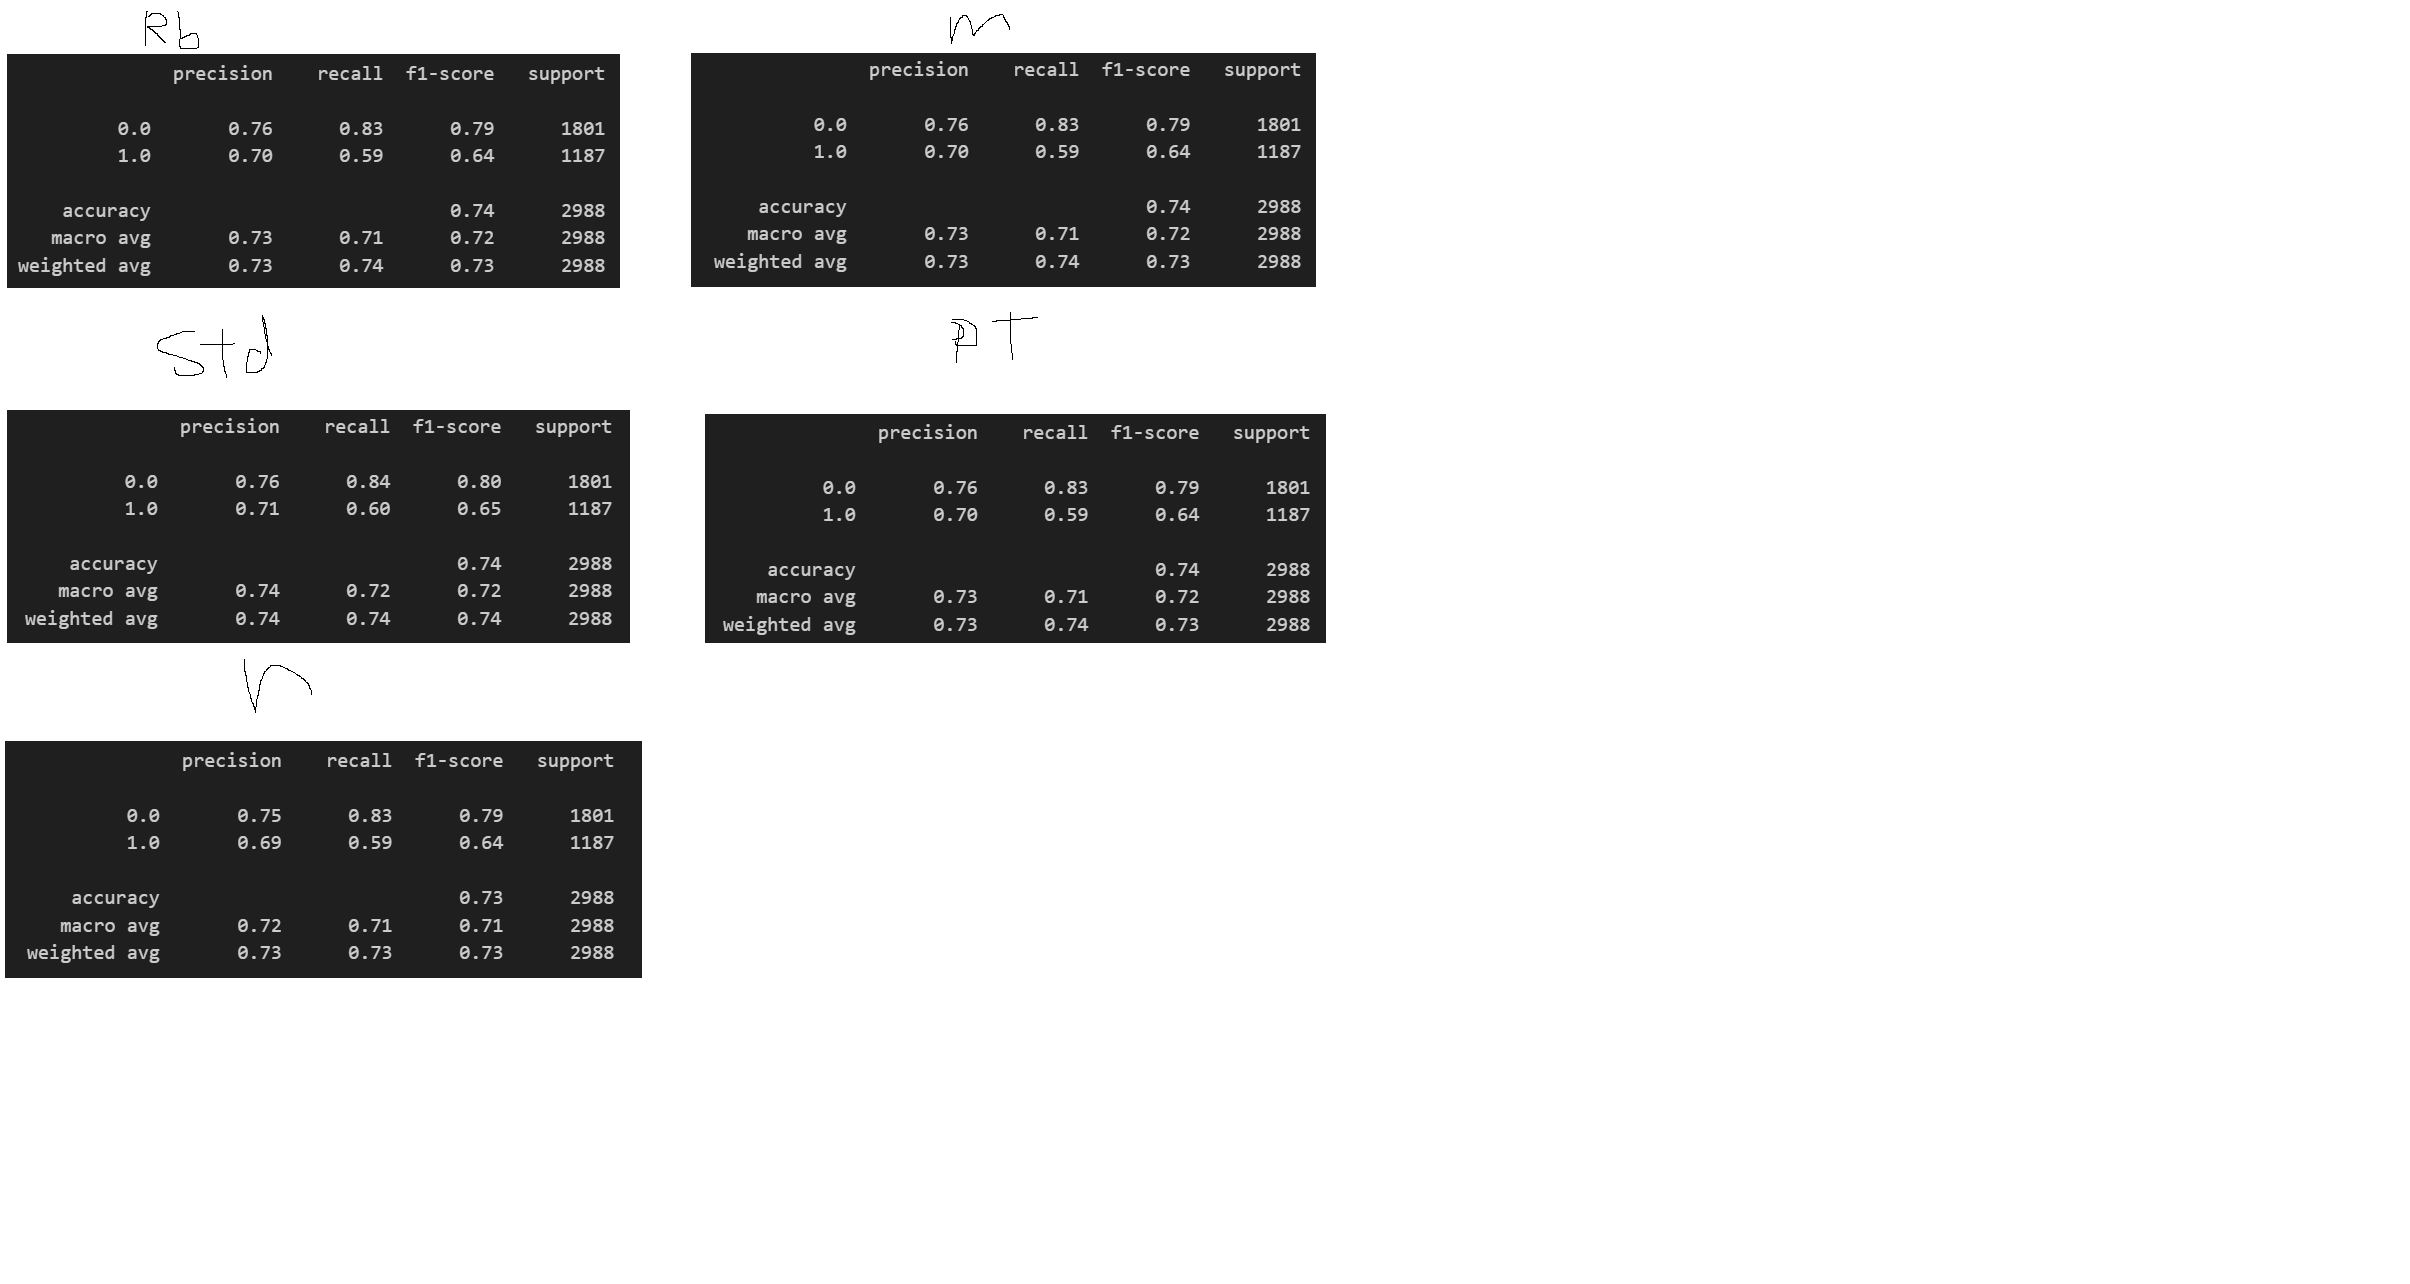 Rb
precision recall f1-score support
0.0 0.76 0.83 0.79 1801
1.0 0.70 0.59 0.64 1187
accuracy 0.74 2988
macro avg 0.73 0.71 0.72 2988
weighted avg 0.73 0.74 0.73 2988
m
precision recall f1-score support
0.0 0.76 0.83 0.79 1801
1.0 0.70 0.59 0.64 1187
accuracy 0.74 2988
macro avg 0.73 0.71 0.72 2988
weighted avg 0.73 0.74 0.73 2988
Std
precision recall f1-score support
0.0 0.76 0.84 0.80 1801
1.0 0.71 0.60 0.65 1187
accuracy 0.74 2988
macro avg 0.74 0.72 0.72 2988
weighted avg 0.74 0.74 0.74 2988
PT
precision recall f1-score support
0.0 0.76 0.83 0.79 1801
1.0 0.70 0.59 0.64 1187
accuracy 0.74 2988
macro avg 0.73 0.71 0.72 2988
weighted avg 0.73 0.74 0.73 2988
n
precision recall f1-score support
0.0 0.75 0.83 0.79 1801
1.0 0.69 0.59 0.64 1187
accuracy 0.73 2988
macro avg 0.72 0.71 0.71 2988
weighted avg 0.73 0.73 0.73 2988